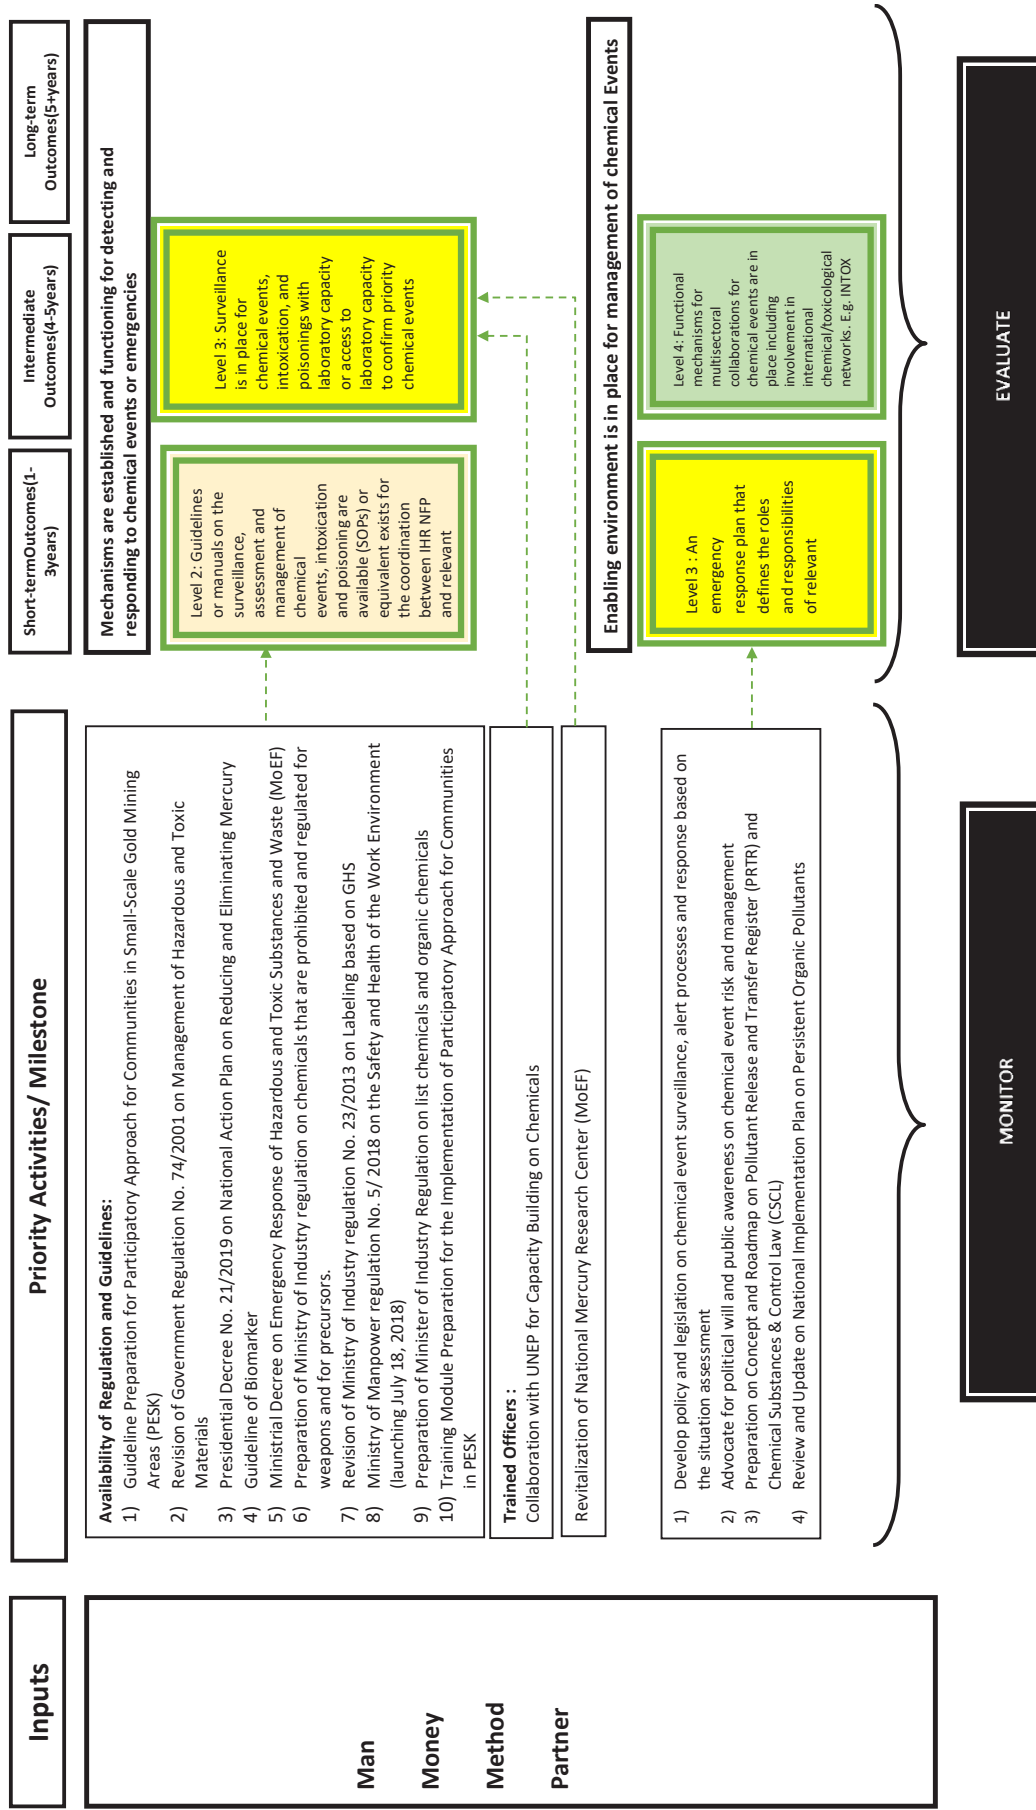 Inputs
Man
Money
Method
Partner
Priority Activities/ Milestone
Availability of Regulation and Guidelines:
1) Guideline Preparation for Participatory Approach for Communities in Small-Scale Gold Mining
Areas (PESK)
2) Revision of Government Regulation No. 74/2001 on Management of Hazardous and Toxic
Materials
3) Presidential Decree No. 21/2019 on National Action Plan on Reducing and Eliminating Mercury
4) Guideline of Biomarker
5) Ministrial Decree on Emergency Response of Hazardous and Toxic Substances and Waste (MoEF)
6) Preparation of Ministry of Industry regulation on chemicals that are prohibited and regulated for
weapons and for precursors.
7) Revision of Ministry of Industry regulation No. 23/2013 on Labeling based on GHS
8) Ministry of Manpower regulation No. 5/ 2018 on the Safety and Health of the Work Environment
(launching July 18, 2018)
9) Preparation of Minister of Industry Regulation on list chemicals and organic chemicals
10) Training Module Preparation for the Implementation of Participatory Approach for Communities
in PESK
Trained Officers :
Collaboration with UNEP for Capacity Building on Chemicals
Revitalization of National Mercury Research Center (MoEF)
1) Develop policy and legislation on chemical event surveillance, alert processes and response based on
the situation assessment
2) Advocate for political will and public awareness on chemical event risk and management
3) Preparation on Concept and Roadmap on Pollutant Release and Transfer Register (PRTR) and
Chemical Substances & Control Law (CSCL)
4) Review and Update on National Implementation Plan on Persistent Organic Pollutants
MONITOR
Short-termOutcomes(1-
3years)
Intermediate
Outcomes(4-5years)
Long-term
Outcomes(5+years)
Mechanisms are established and functioning for detecting and
responding to chemical events or emergencies
Level 2: Guidelines
or manuals on the
surveillance,
assessment and
management of
chemical
events, intoxication
and poisoning are
available (SOPs) or
equivalent exists for
the coordination
between IHR NFP
and relevant
Level 3: Surveillance
is in place for
chemical events,
intoxication, and
poisonings with
laboratory capacity
or access to
laboratory capacity
to confirm priority
chemical events
Enabling environment is in place for management of chemical Events
Level 3 : An
emergency
response plan that
defines the roles
and responsibilities
of relevant
Level 4: Functional
mechanisms for
multisectoral
collaborations for
chemical events are in
place including
involvement in
international
chemical/toxicological
networks. E.g. INTOX
EVALUATE